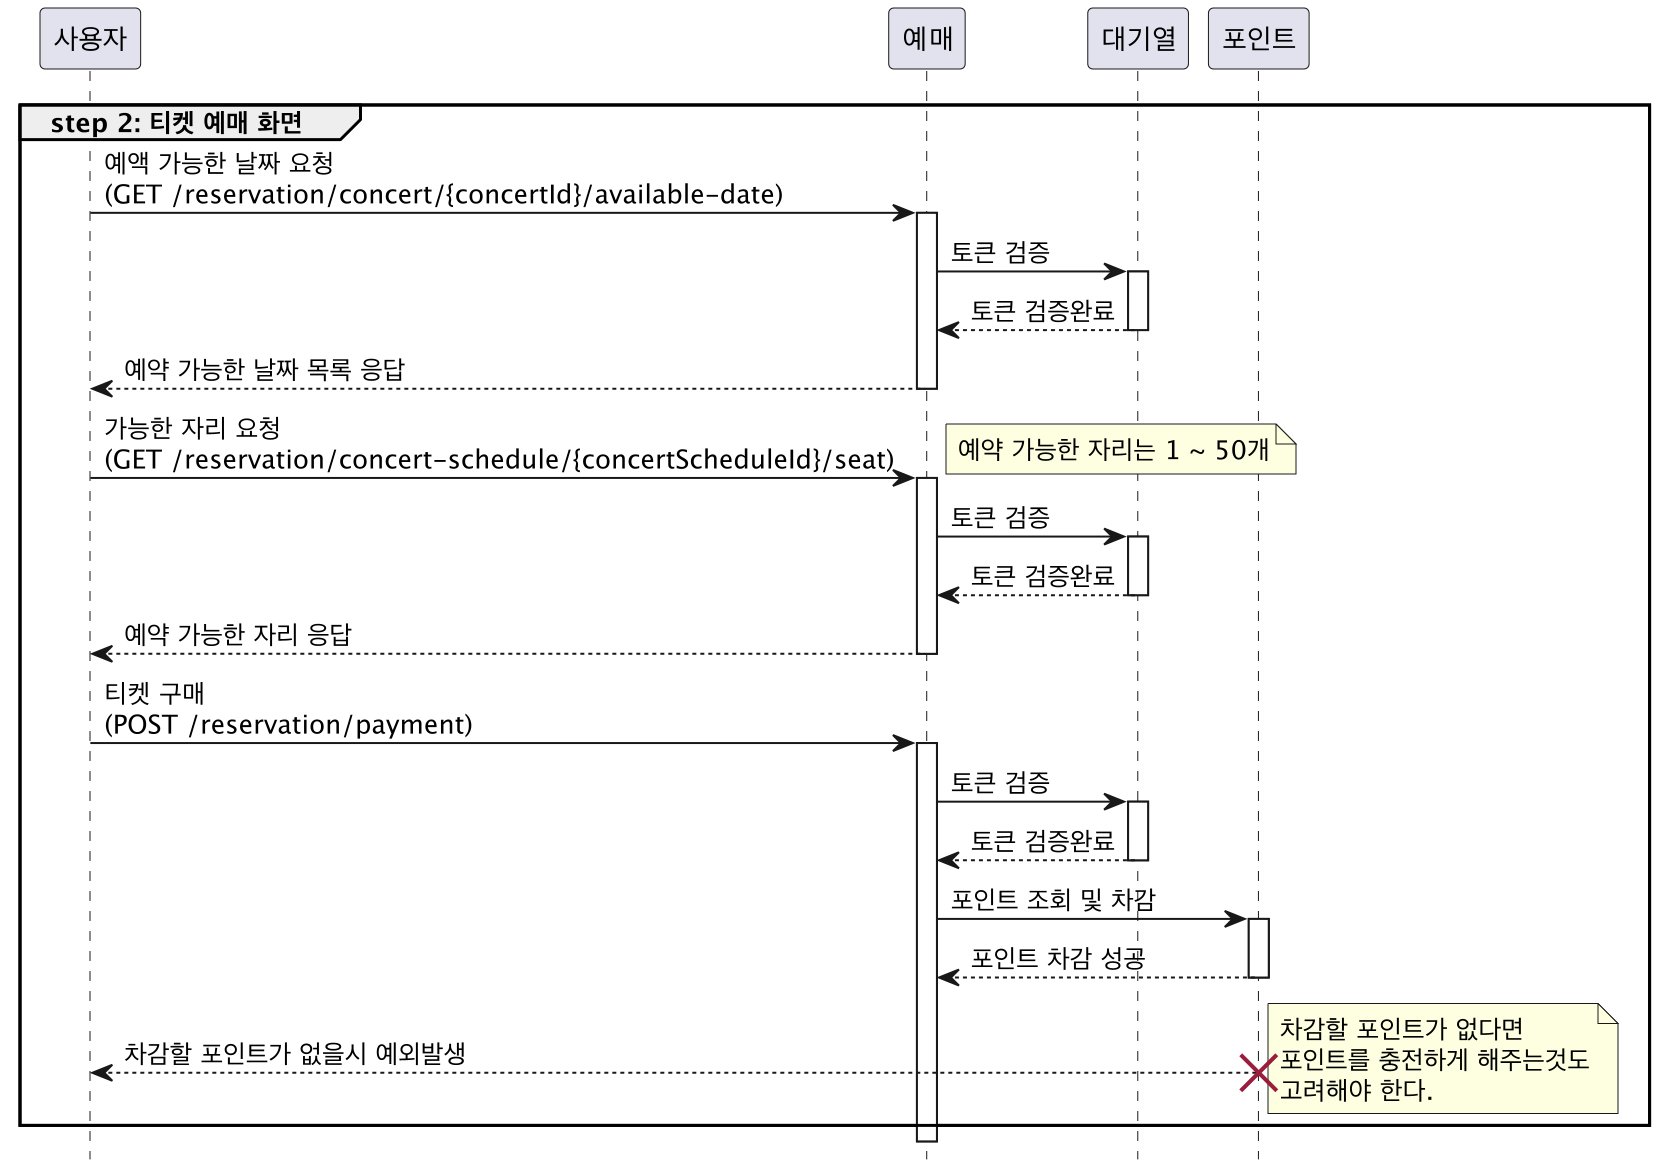 사용자
예매
대기열
포인트
step 2: 티켓 예매 화면
예액 가능한 날짜 요청
(GET /reservation/concert/{concertId}/available-date)
토큰 검증
토큰 검증완료
예약 가능한 날짜 목록 응답
가능한 자리 요청
(GET /reservation/concert-schedule/{concertScheduleId}/seat)
예약 가능한 자리는 1 ~ 50개
토큰 검증
토큰 검증완료
예약 가능한 자리 응답
티켓 구매
(POST /reservation/payment)
토큰 검증
토큰 검증완료
포인트 조회 및 차감
포인트 차감 성공
차감할 포인트가 없을시 예외발생
차감할 포인트가 없다면
포인트를 충전하게 해주는것도
고려해야 한다.